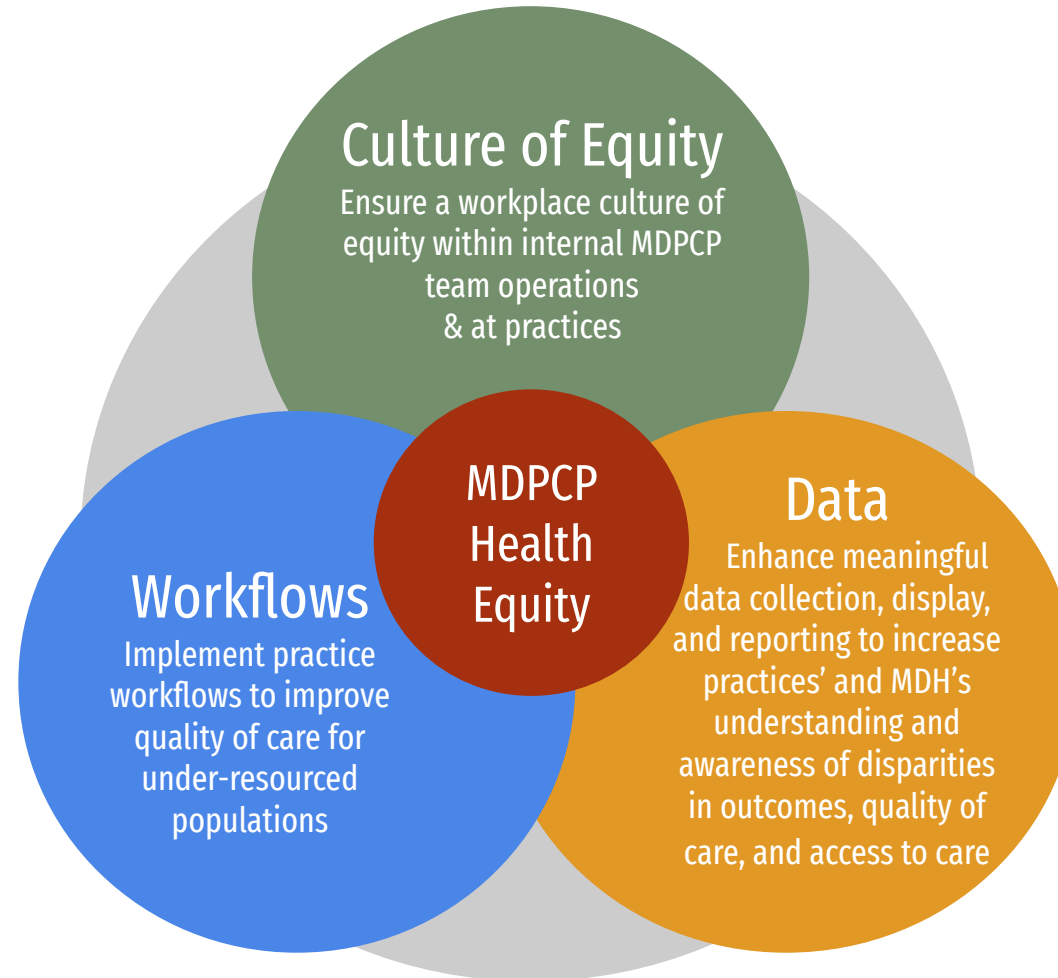 Culture of Equity
Ensure a workplace culture of
equity within internal MDPCP
team operations
& at practices
MDPCP
Health
Equity
Workflows
Implement practice
workflows to improve
quality of care for
under-resourced
populations
Data
Enhance meaningful
data collection, display,
and reporting to increase
practices’ and MDH’s
understanding and
awareness of disparities
in outcomes, quality of
care, and access to care